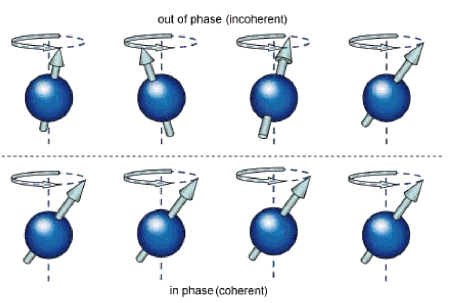 out of phase (incoherent)
in phase (coherent)